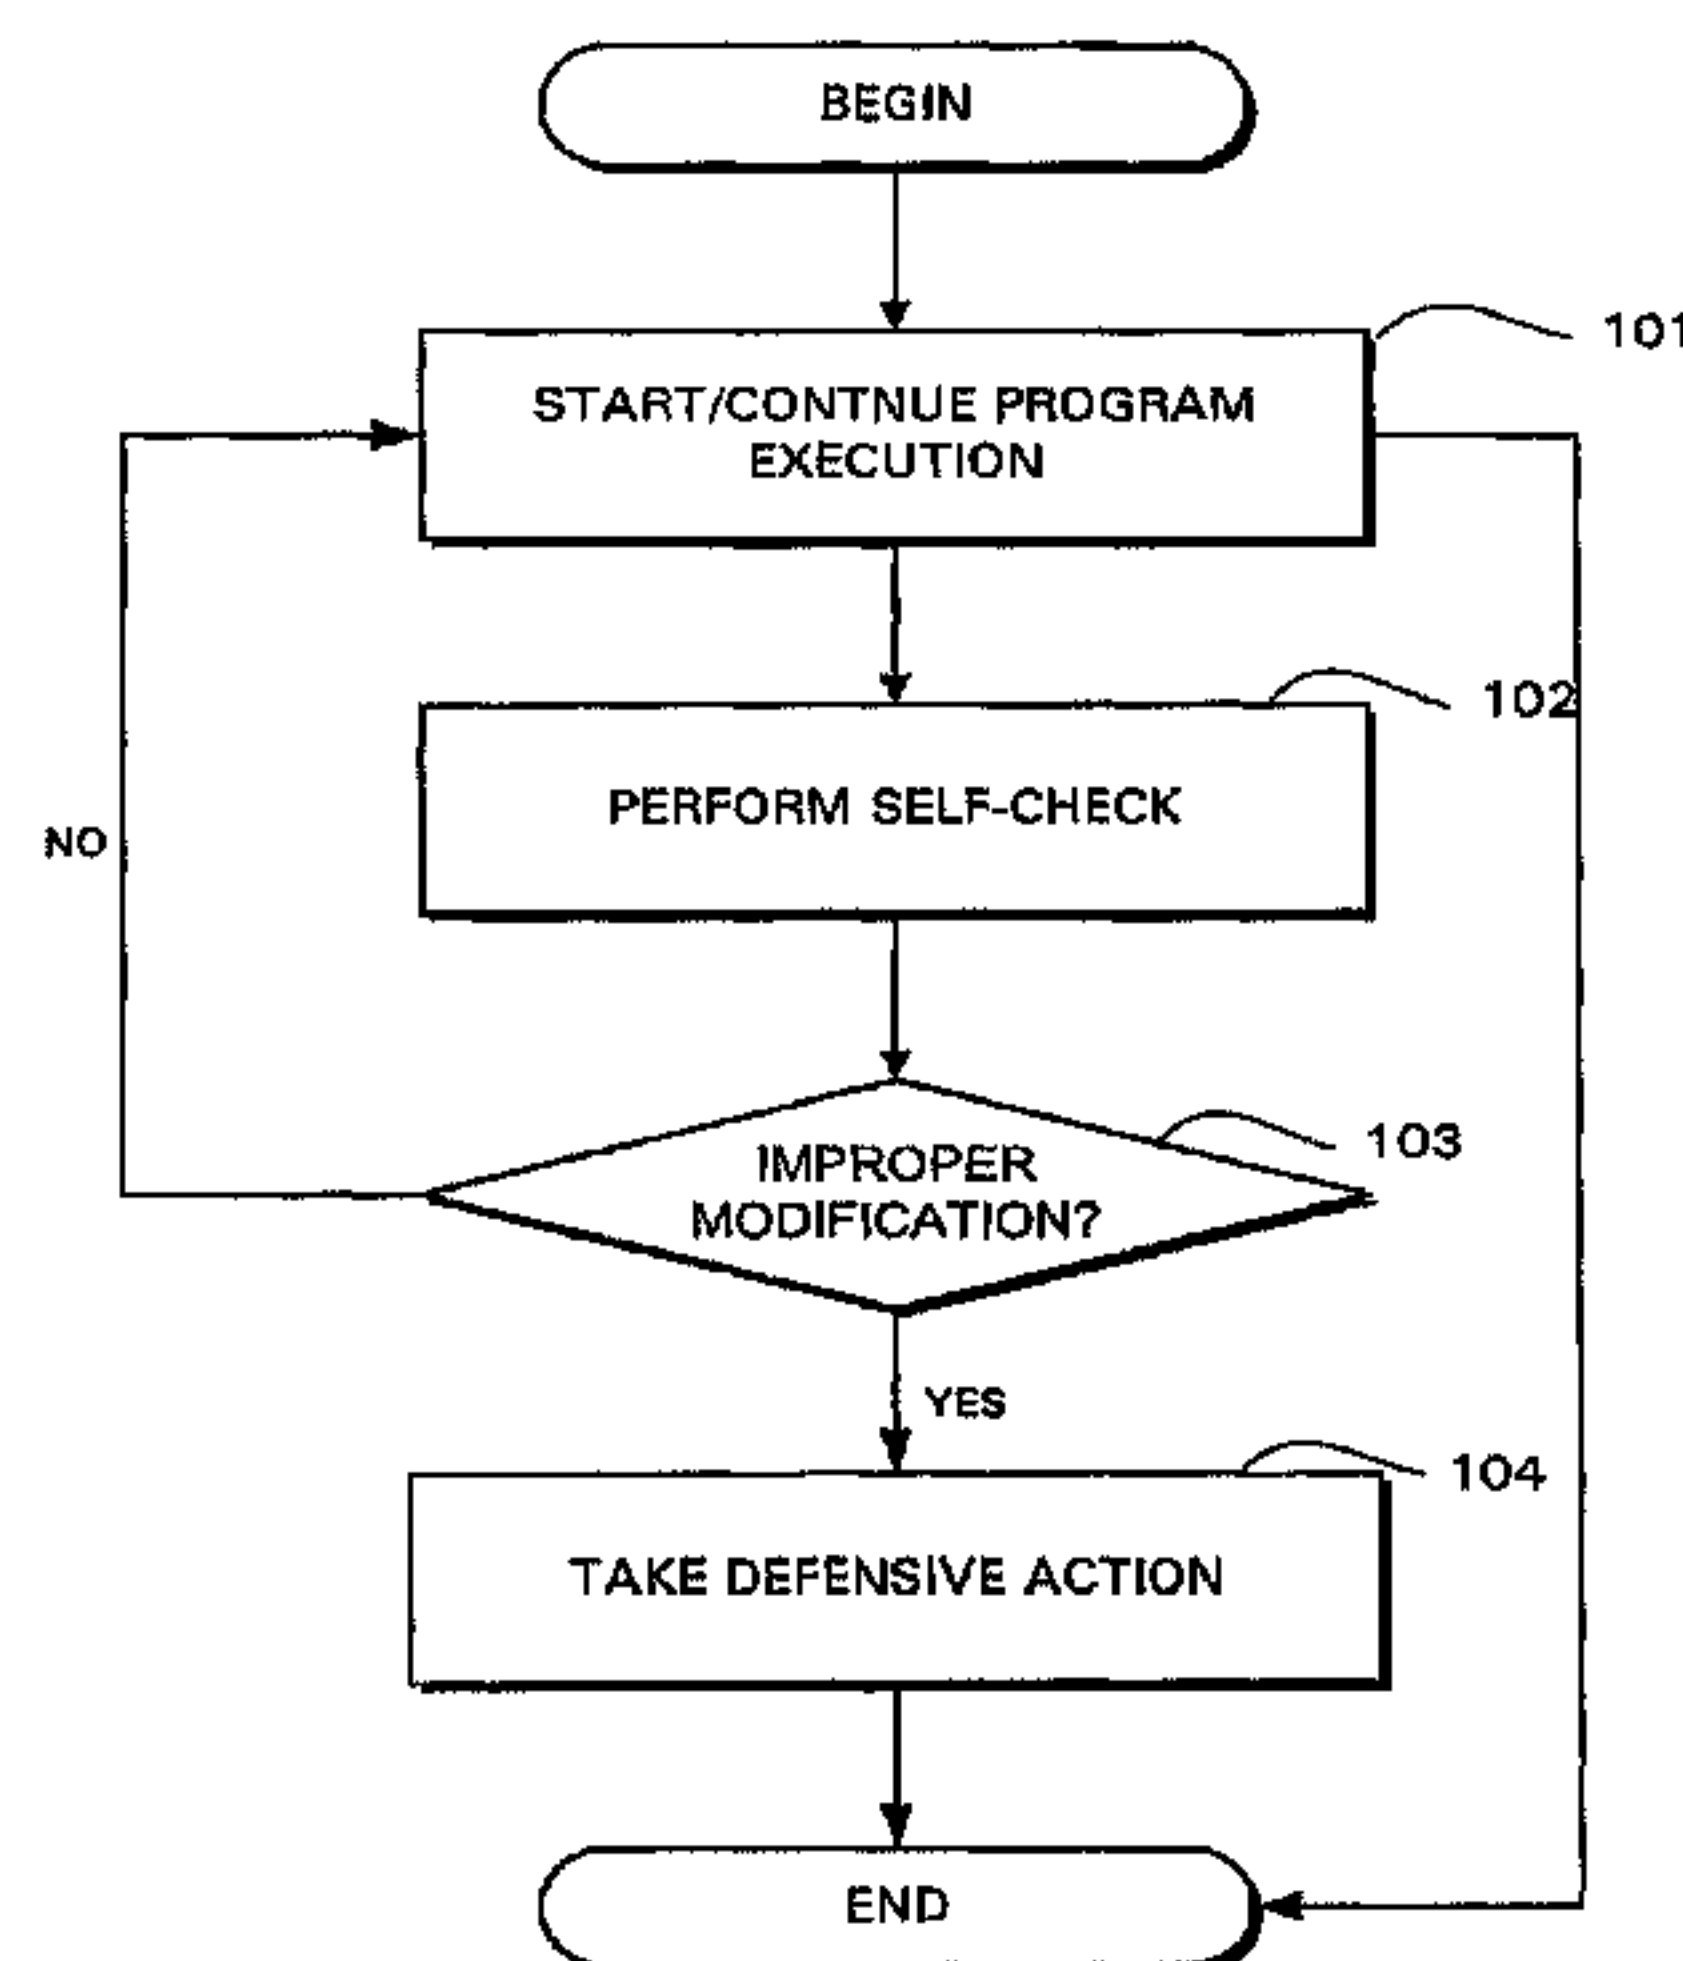 BEGIN
101
START/CONTNUE PROGRAM
EXECUTION
102
PERFORM SELF-CHECK
NO
103
IMPROPER
MODIFICATION?
YES
104
TAKE DEFENSIVE ACTION
END